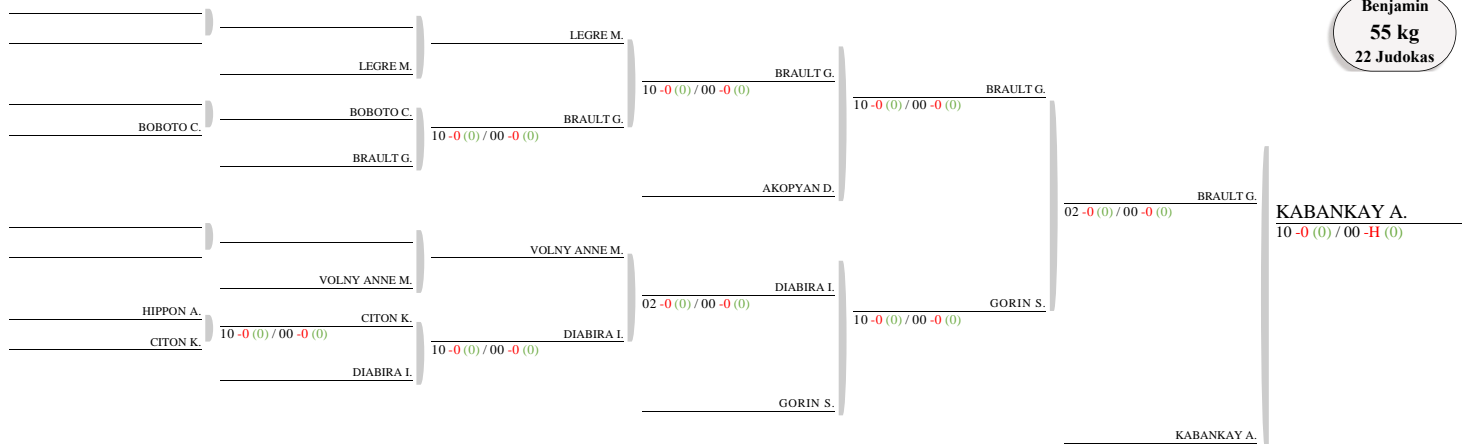 Benjamin
55 kg
22 Judokas
LEGRE M.
LEGRE M.
BRAULT G.
10 -0 (0) / 00 -0 (0)
BRAULT G.
10 -0 (0) / 00 -0 (0)
BOBOTO C.
BOBOTO C.
BRAULT G.
10 -0 (0) / 00 -0 (0)
BRAULT G.
AKOPYAN D.
BRAULT G.
02 -0 (0) / 00 -0 (0)
KABANKAY A.
10 -0 (0) / 00 -H (0)
VOLNY ANNE M.
VOLNY ANNE M.
DIABIRA I.
02 -0 (0) / 00 -0 (0)
GORIN S.
10 -0 (0) / 00 -0 (0)
HIPPON A.
CITON K.
10 -0 (0) / 00 -0 (0)
CITON K.
DIABIRA I.
10 -0 (0) / 00 -0 (0)
DIABIRA I.
GORIN S.
KABANKAY A.